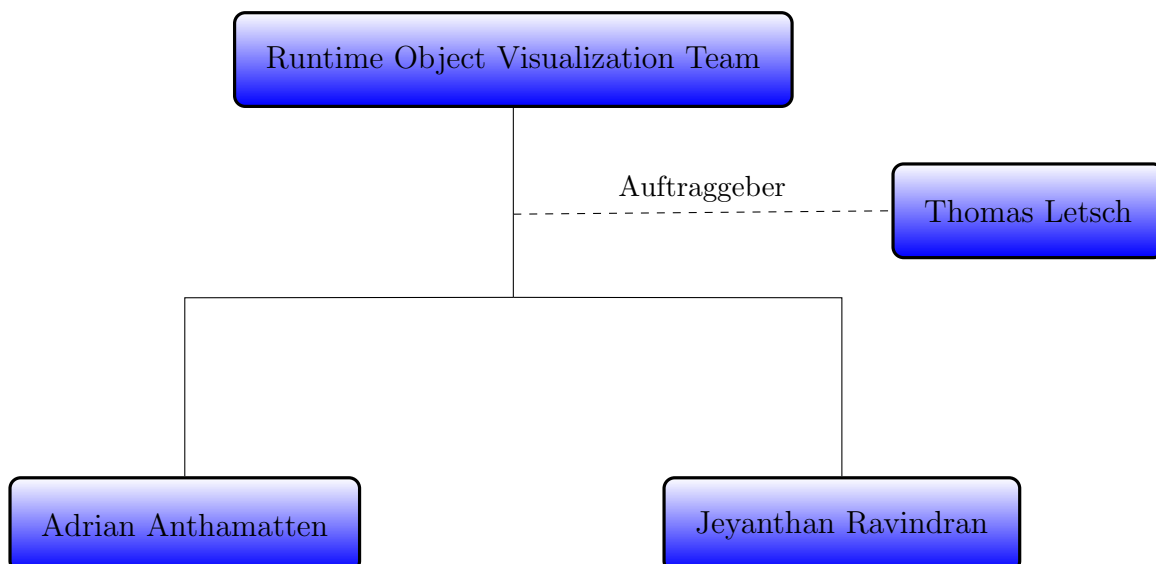 Runtime Object Visualization Team
Auftraggeber
Thomas Letsch
Adrian Anthamatten
Jeyanthan Ravindran